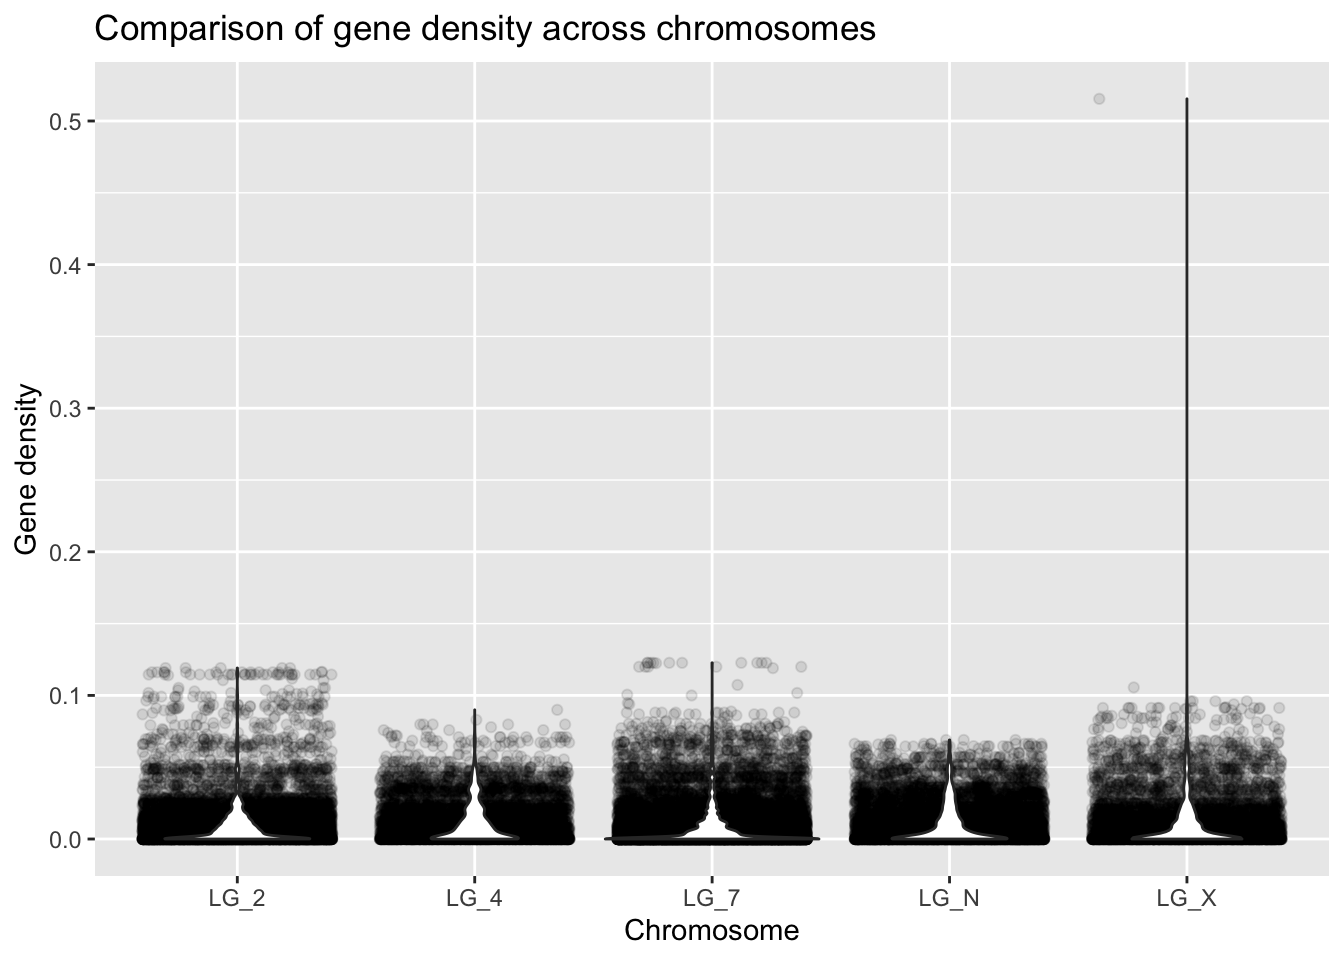 Comparison of gene density across chromosomes
Gene density
0.5
0.4
0.3
0.2
0.1
0.0
LG_2 LG_4 LG_7 LG_N LG_X
Chromosome